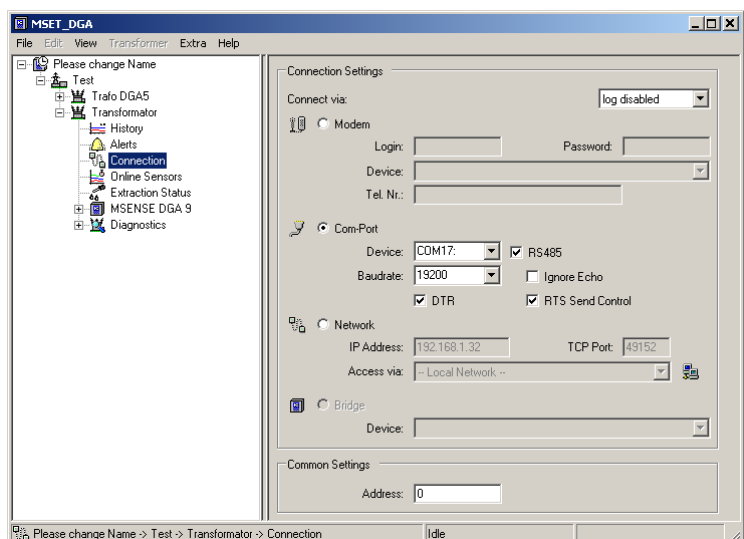 MSET_DGA
File Edit View Transformer Extra Help
Please change Name
Test
Trafo DGA5
Transformator
History
Alerts
Connection
Online Sensors
Extraction Status
MSENSE DGA 9
Diagnostics
Connection Settings
Connect via: log disabled
Modem
Login: Password:
Device:
Tel. Nr.:
Com-Port
Device: COM17: RS485
Baudrate: 19200 Ignore Echo
DTR RTS Send Control
Network
IP Address: 192.168.1.32 TCP Port: 49152
Access via: -- Local Network --
Bridge
Device:
Common Settings
Address: 0
Please change Name -> Test -> Transformator -> Connection Idle